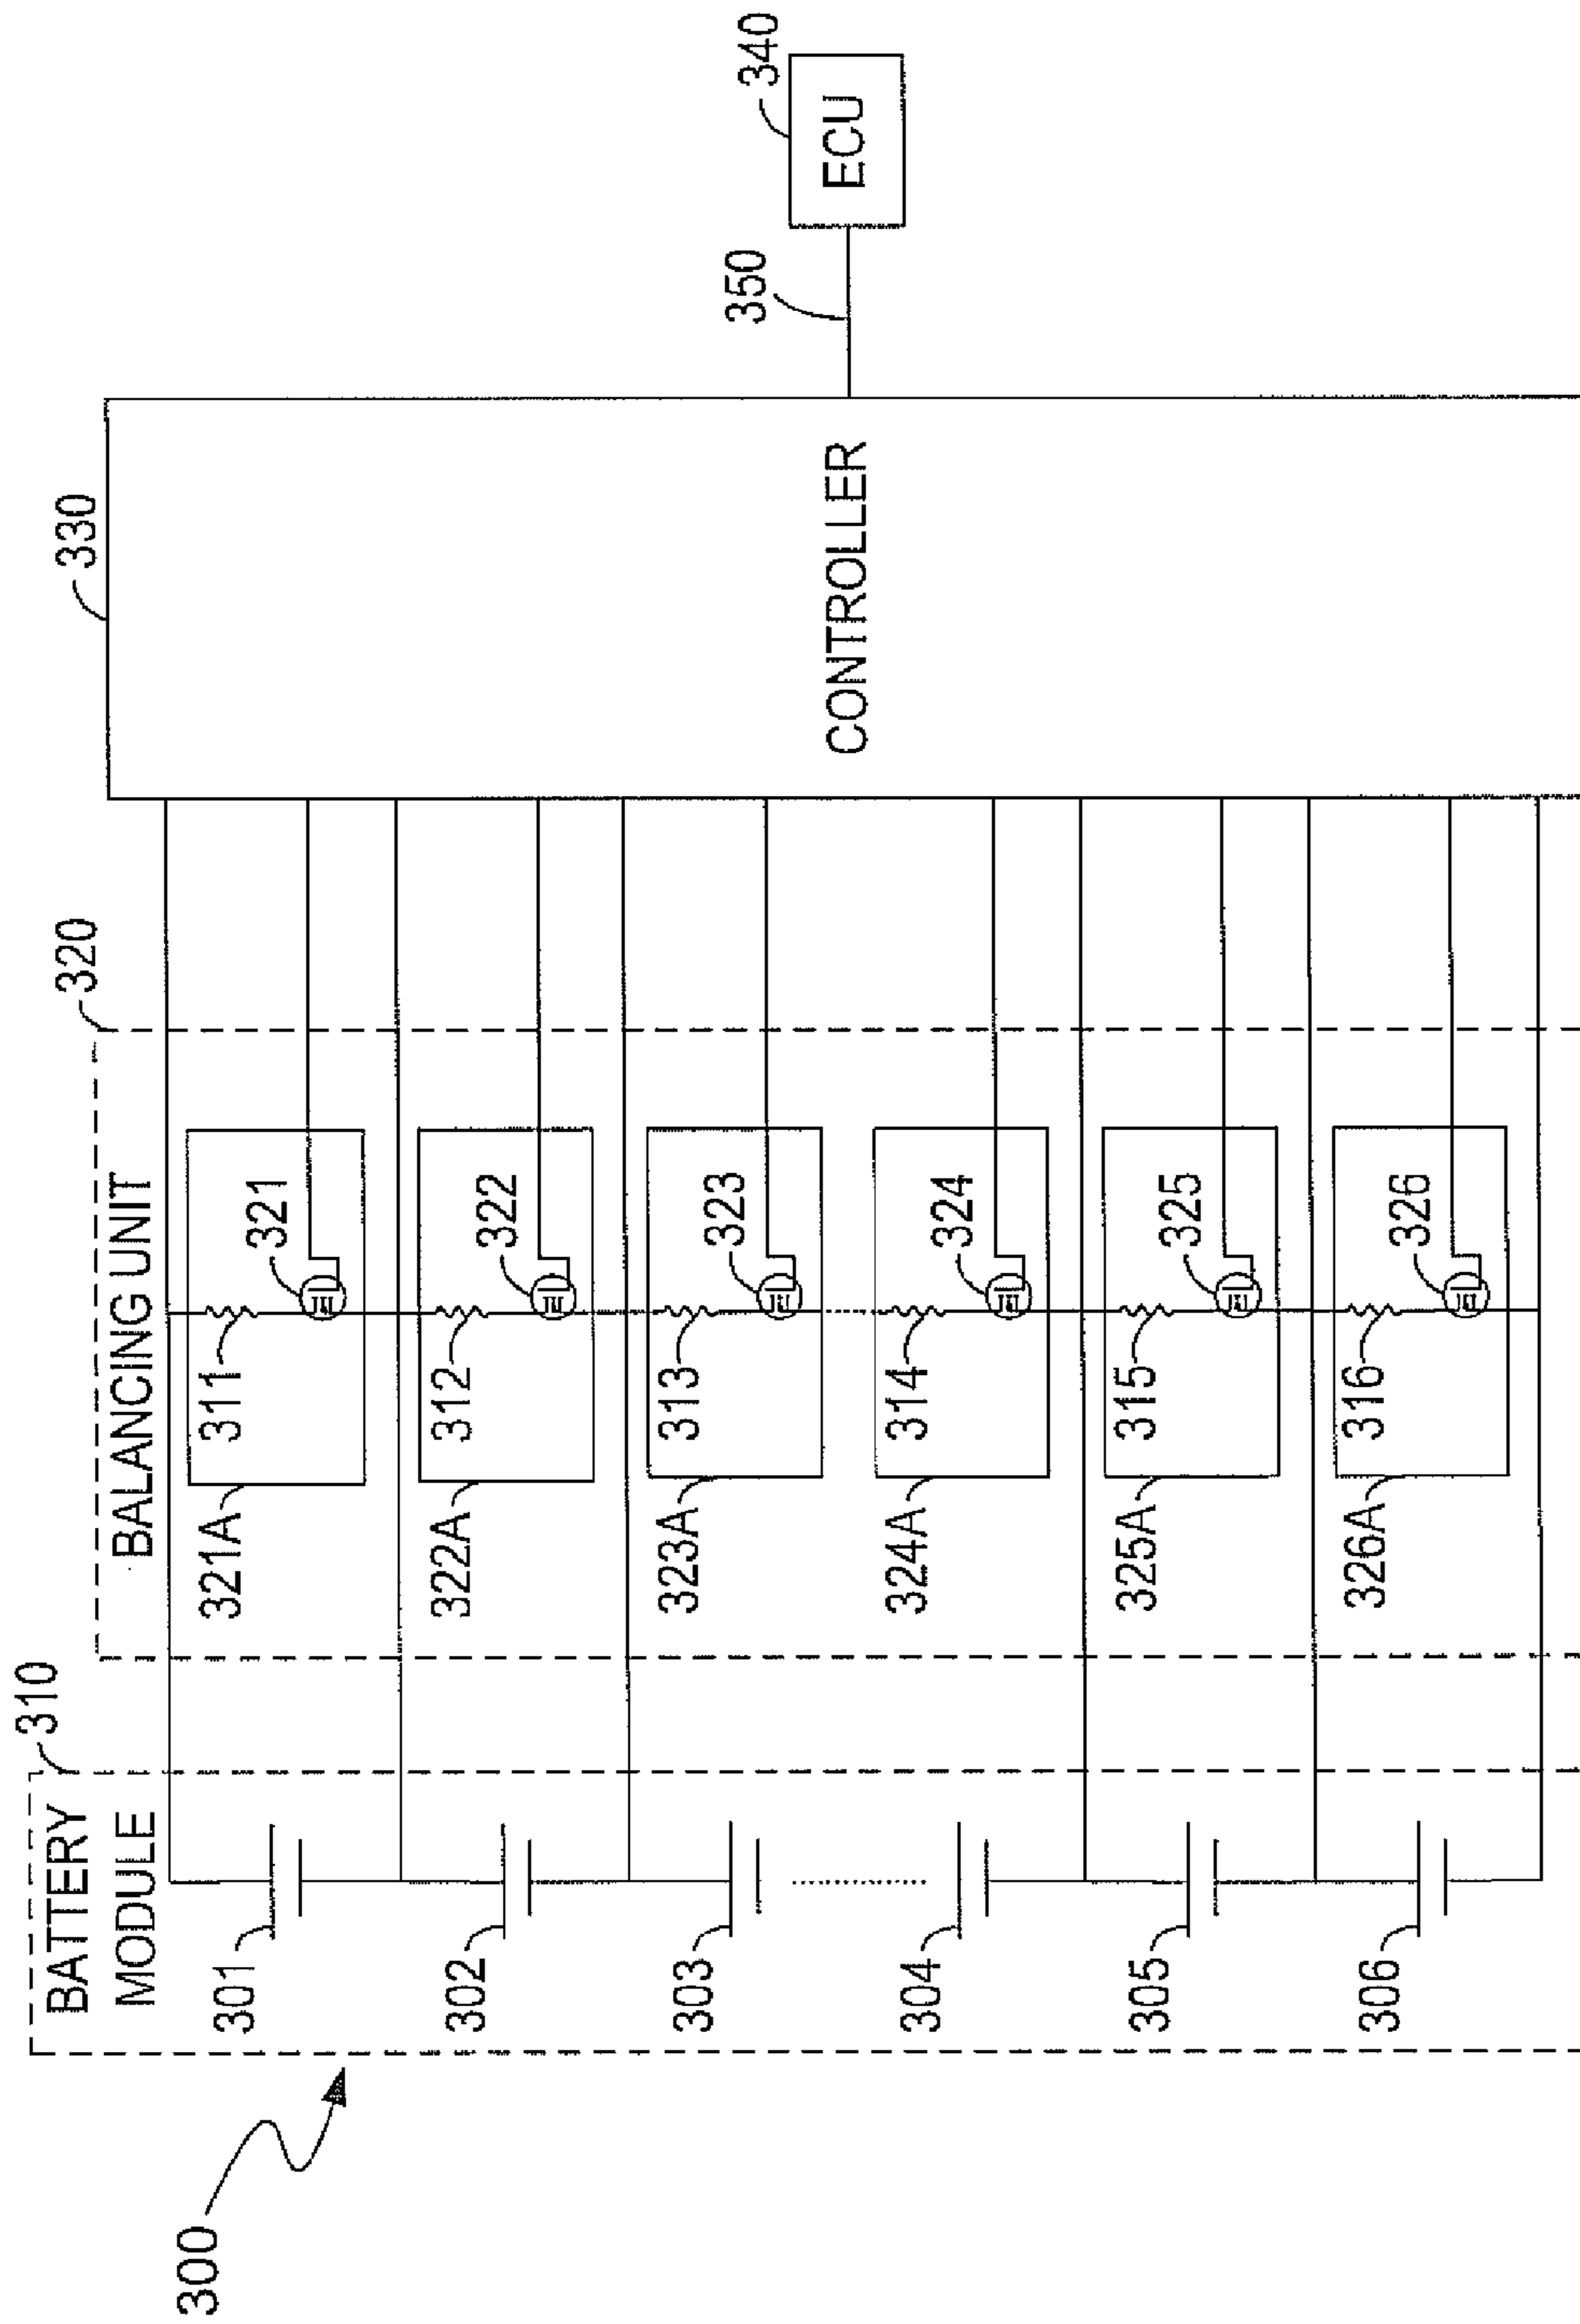 300
BATTERY
MODULE
310
301
302
303
304
305
306
BALANCING UNIT
320
321A
311
321
322A
312
322
323A
313
323
324A
314
324
325A
315
325
326A
316
326
330
CONTROLLER
350
340
ECU